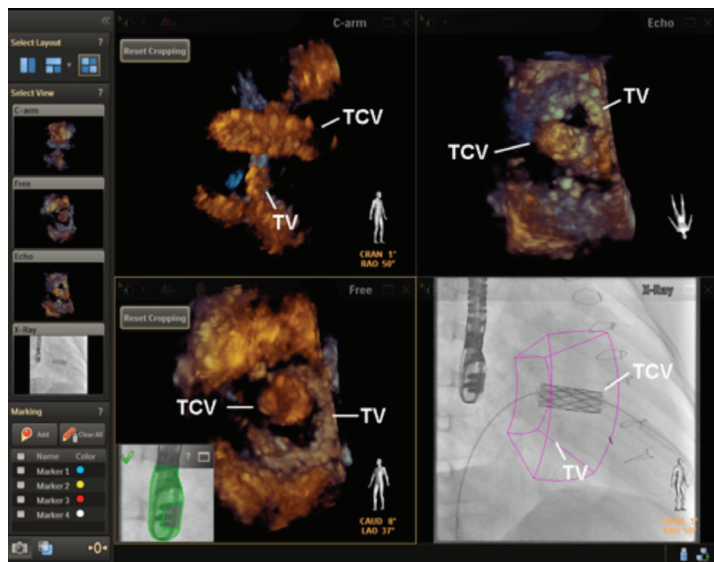 Select Layout ?
Select View ?
C-arm
Free
Echo
X-Ray
Marking ?
Add
Clear All
Name Color
Marker 1
Marker 2
Marker 3
Marker 4
0
C-arm
Reset Cropping
TCV
TV
CRAN 1°
RAO 50°
Echo
TV
TCV
Free
Reset Cropping
TCV
TV
?
CAUD 8°
LAO 37°
X-Ray
TCV
TV